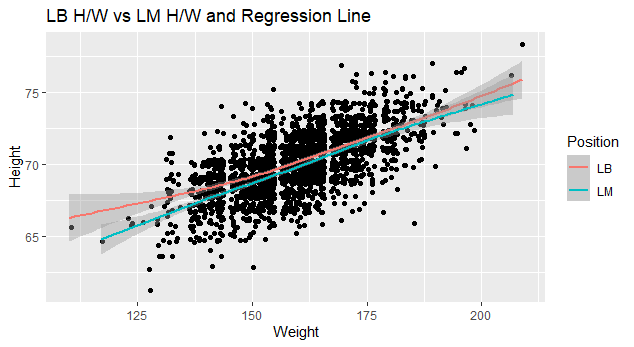 LB H/W vs LM H/W and Regression Line
75
70
65
Height
125
150
175
200
Weight
Position
LB
LM